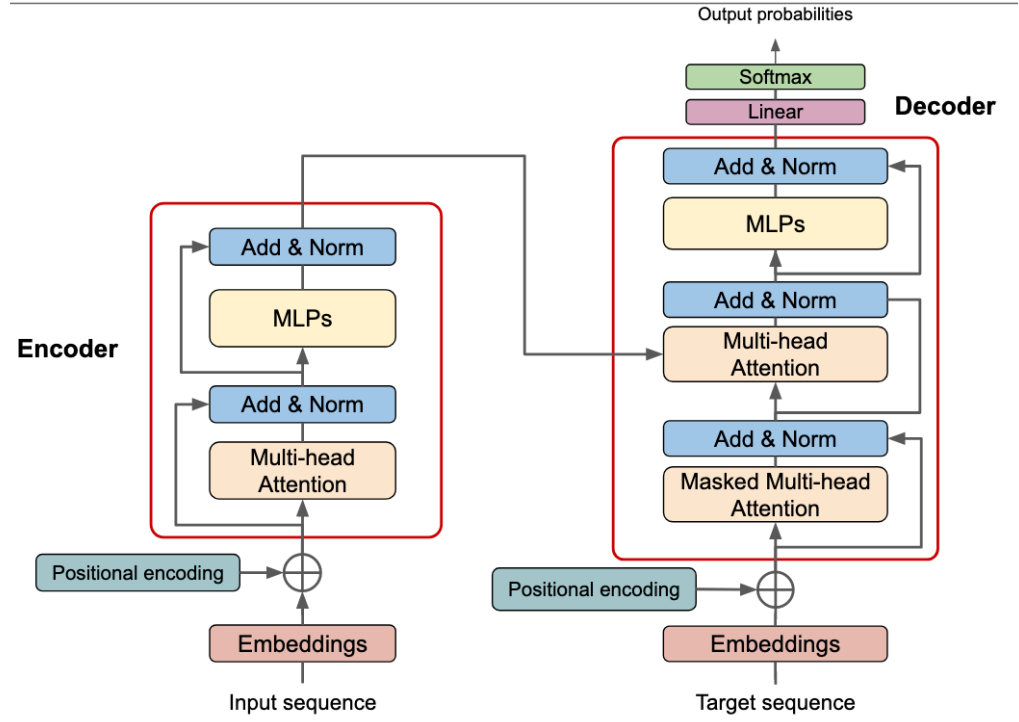 Output probabilities
Softmax
Linear
Decoder
Add & Norm
MLPs
Add & Norm
Multi-head
Attention
Add & Norm
Masked Multi-head
Attention
Positional encoding
Embeddings
Target sequence
Encoder
Add & Norm
MLPs
Add & Norm
Multi-head
Attention
Positional encoding
Embeddings
Input sequence